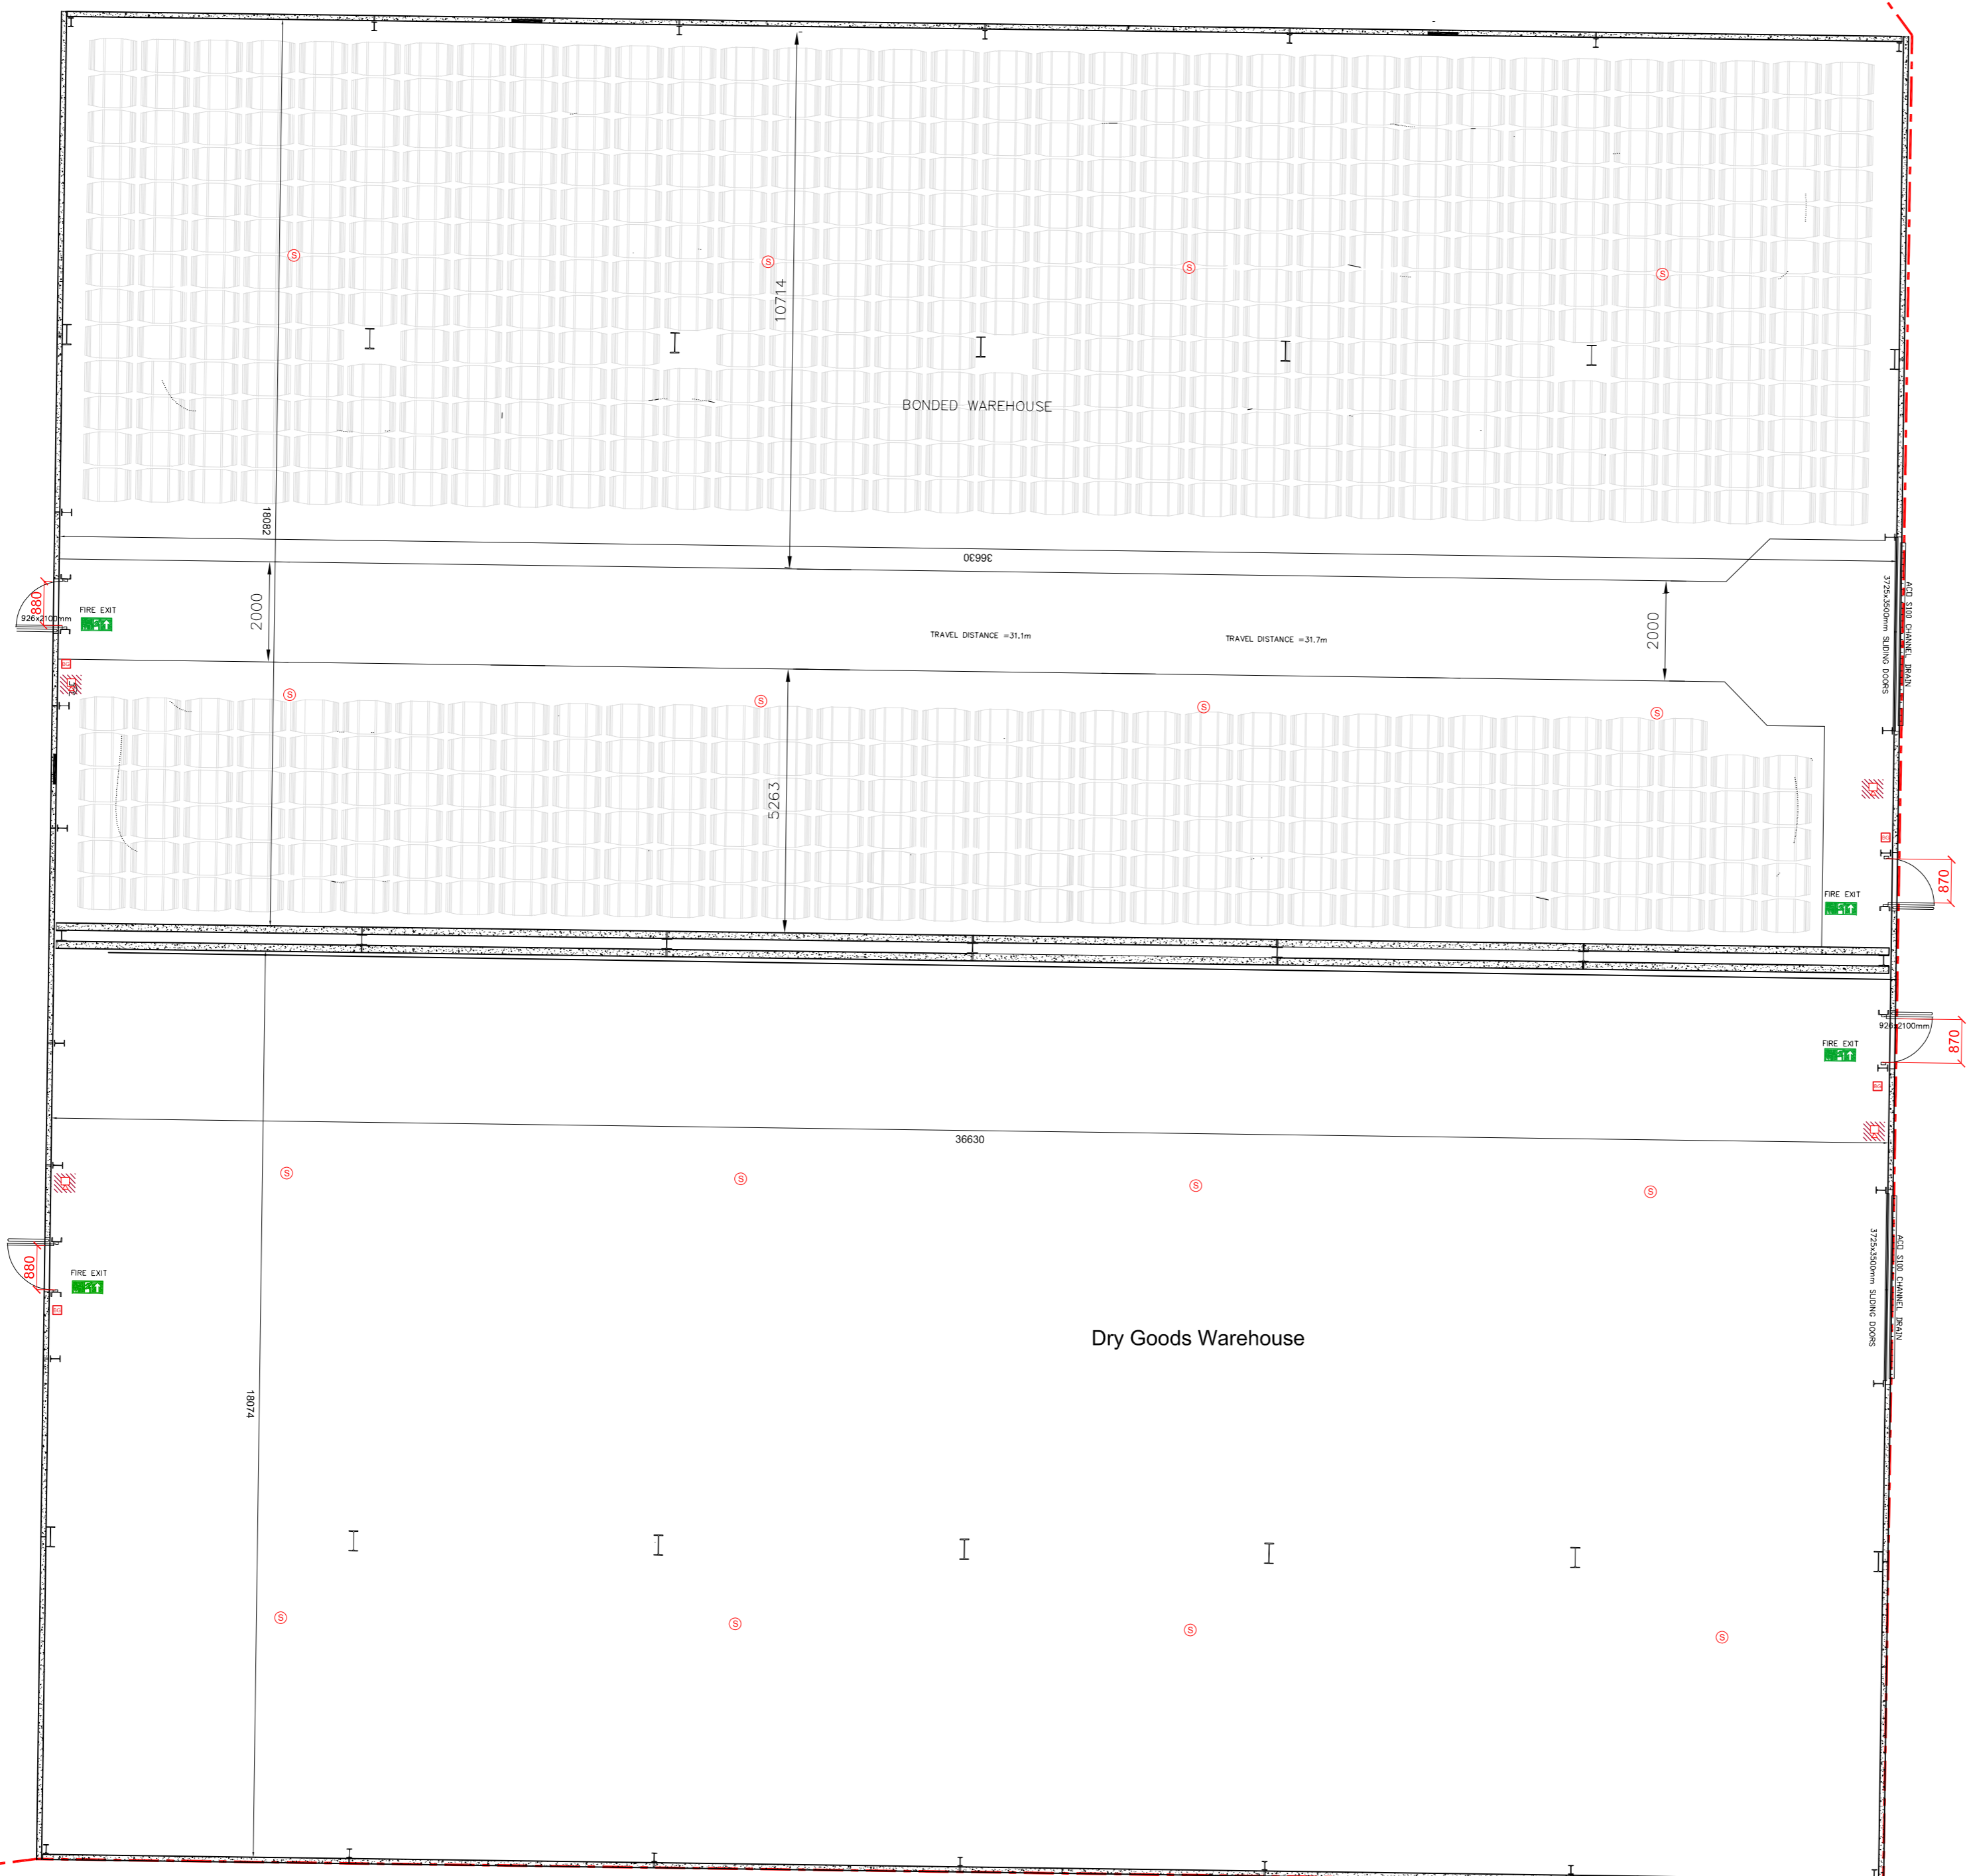 S
S
S
S
10714
BONDED WAREHOUSE
18082
36630
880
926x2100mm
FIRE EXIT
2000
TRAVEL DISTANCE =31.1m
TRAVEL DISTANCE =31.7m
2000
3725x3500mm SLIDING DOORS
ACO S100 CHANNEL DRAIN
S
S
S
S
5263
870
FIRE EXIT
926x2100mm
870
FIRE EXIT
36630
S
S
S
S
880
FIRE EXIT
3725x3500mm SLIDING DOORS
ACO S100 CHANNEL DRAIN
Dry Goods Warehouse
18074
S
S
S
S